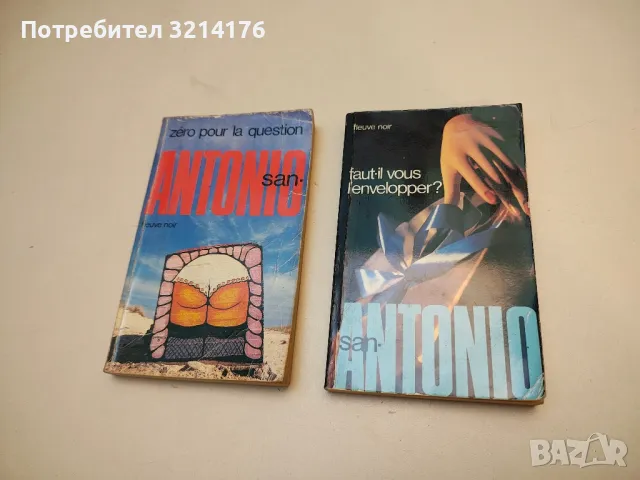 Потребител 3214176
zéro pour la question
ANTONIO
san-
fleuve noir
fleuve noir
faut-il vous
l'envelopper?
san-
ANTONIO
BAZAR